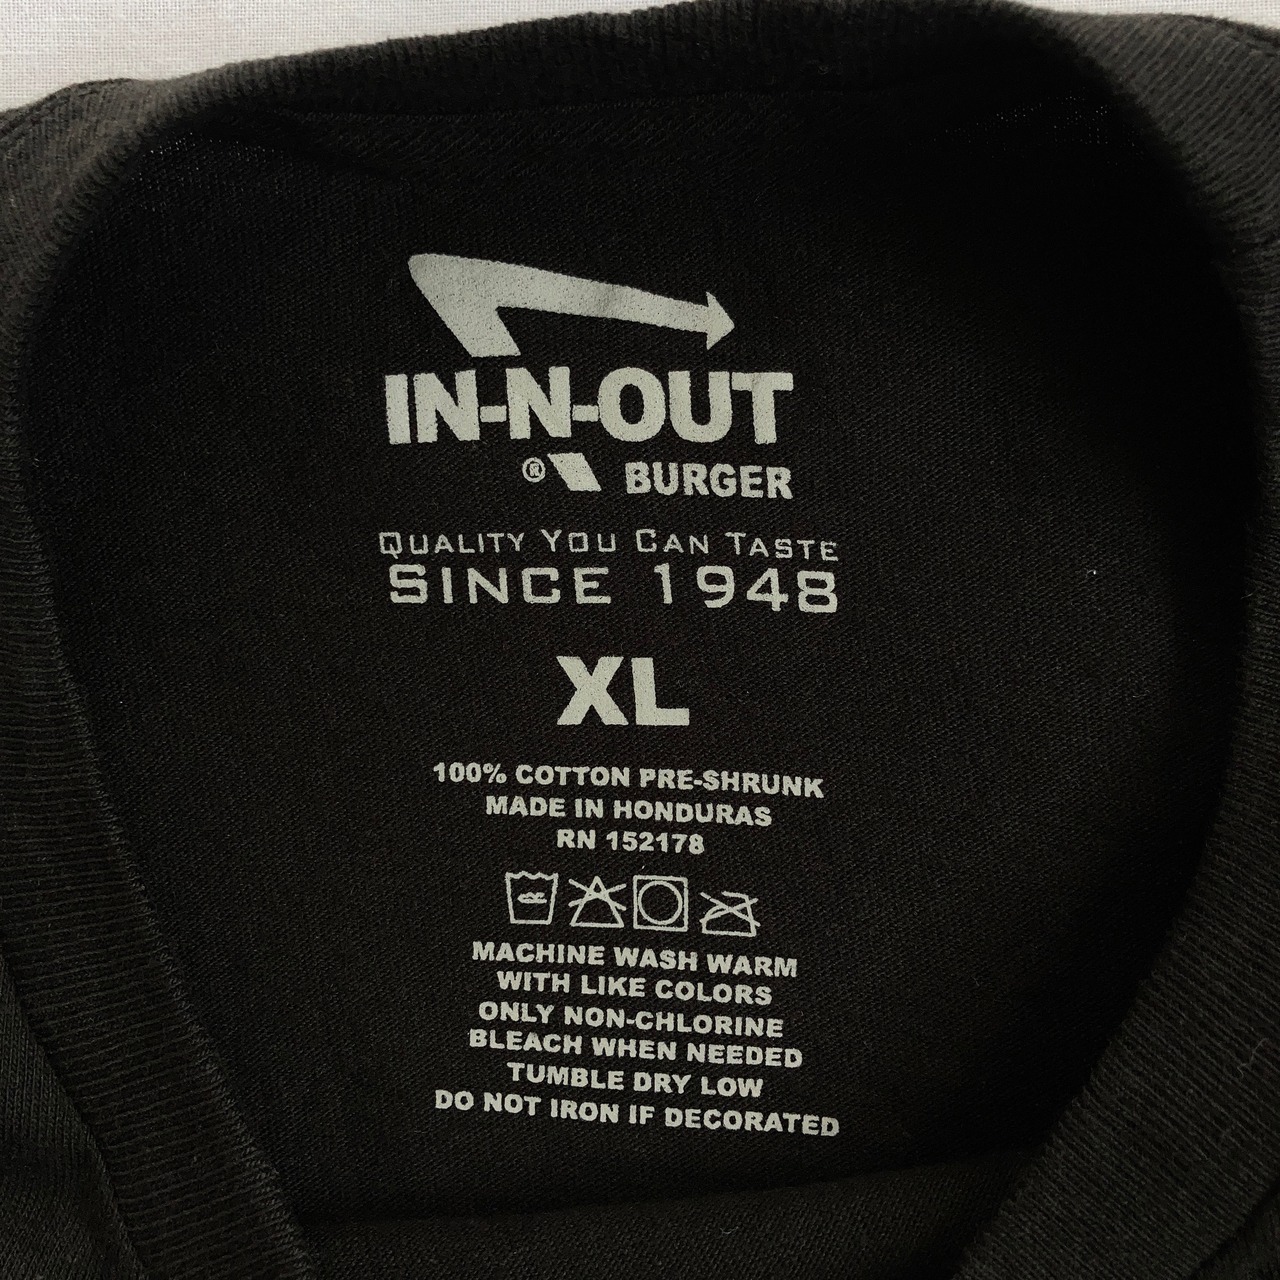 IN-N-OUT
® BURGER
QUALITY YOU CAN TASTE
SINCE 1948
XL
100% COTTON PRE-SHRUNK
MADE IN HONDURAS
RN 152178
MACHINE WASH WARM
WITH LIKE COLORS
ONLY NON-CHLORINE
BLEACH WHEN NEEDED
TUMBLE DRY LOW
DO NOT IRON IF DECORATED